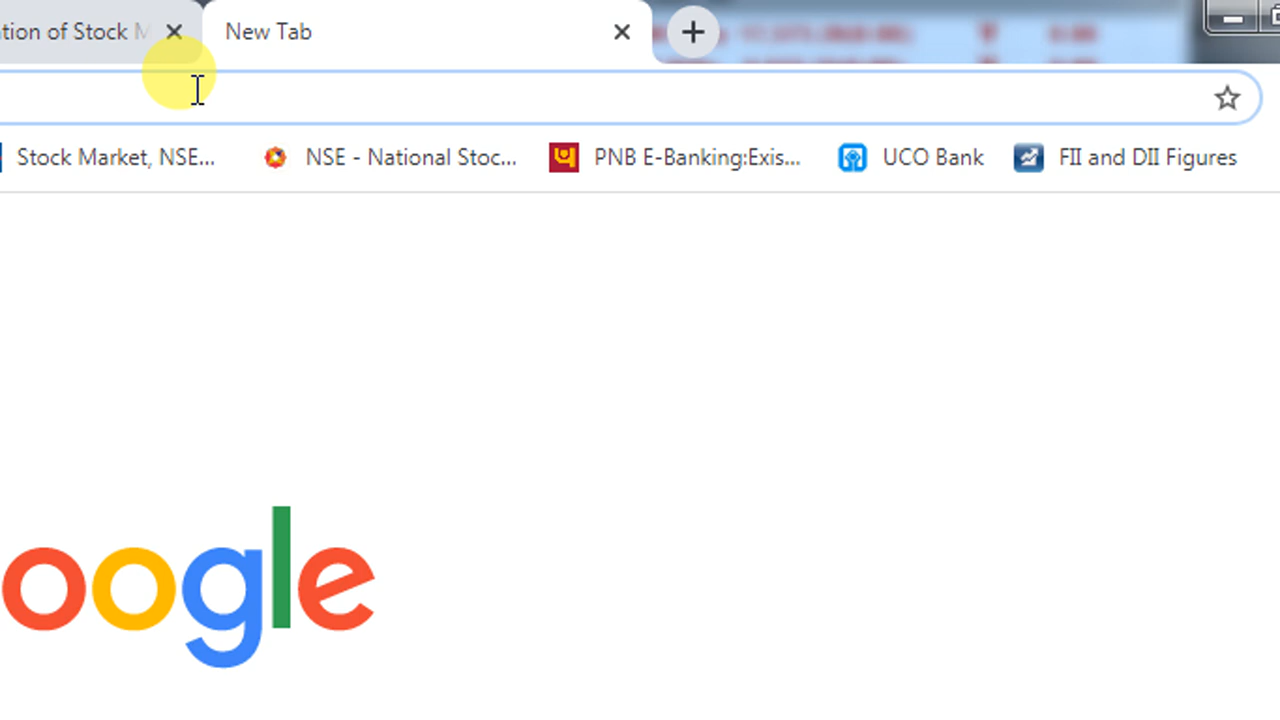 tion of Stock M New Tab
Stock Market, NSE... NSE - National Stoc... PNB E-Banking:Exis... UCO Bank FII and DII Figures
oogle